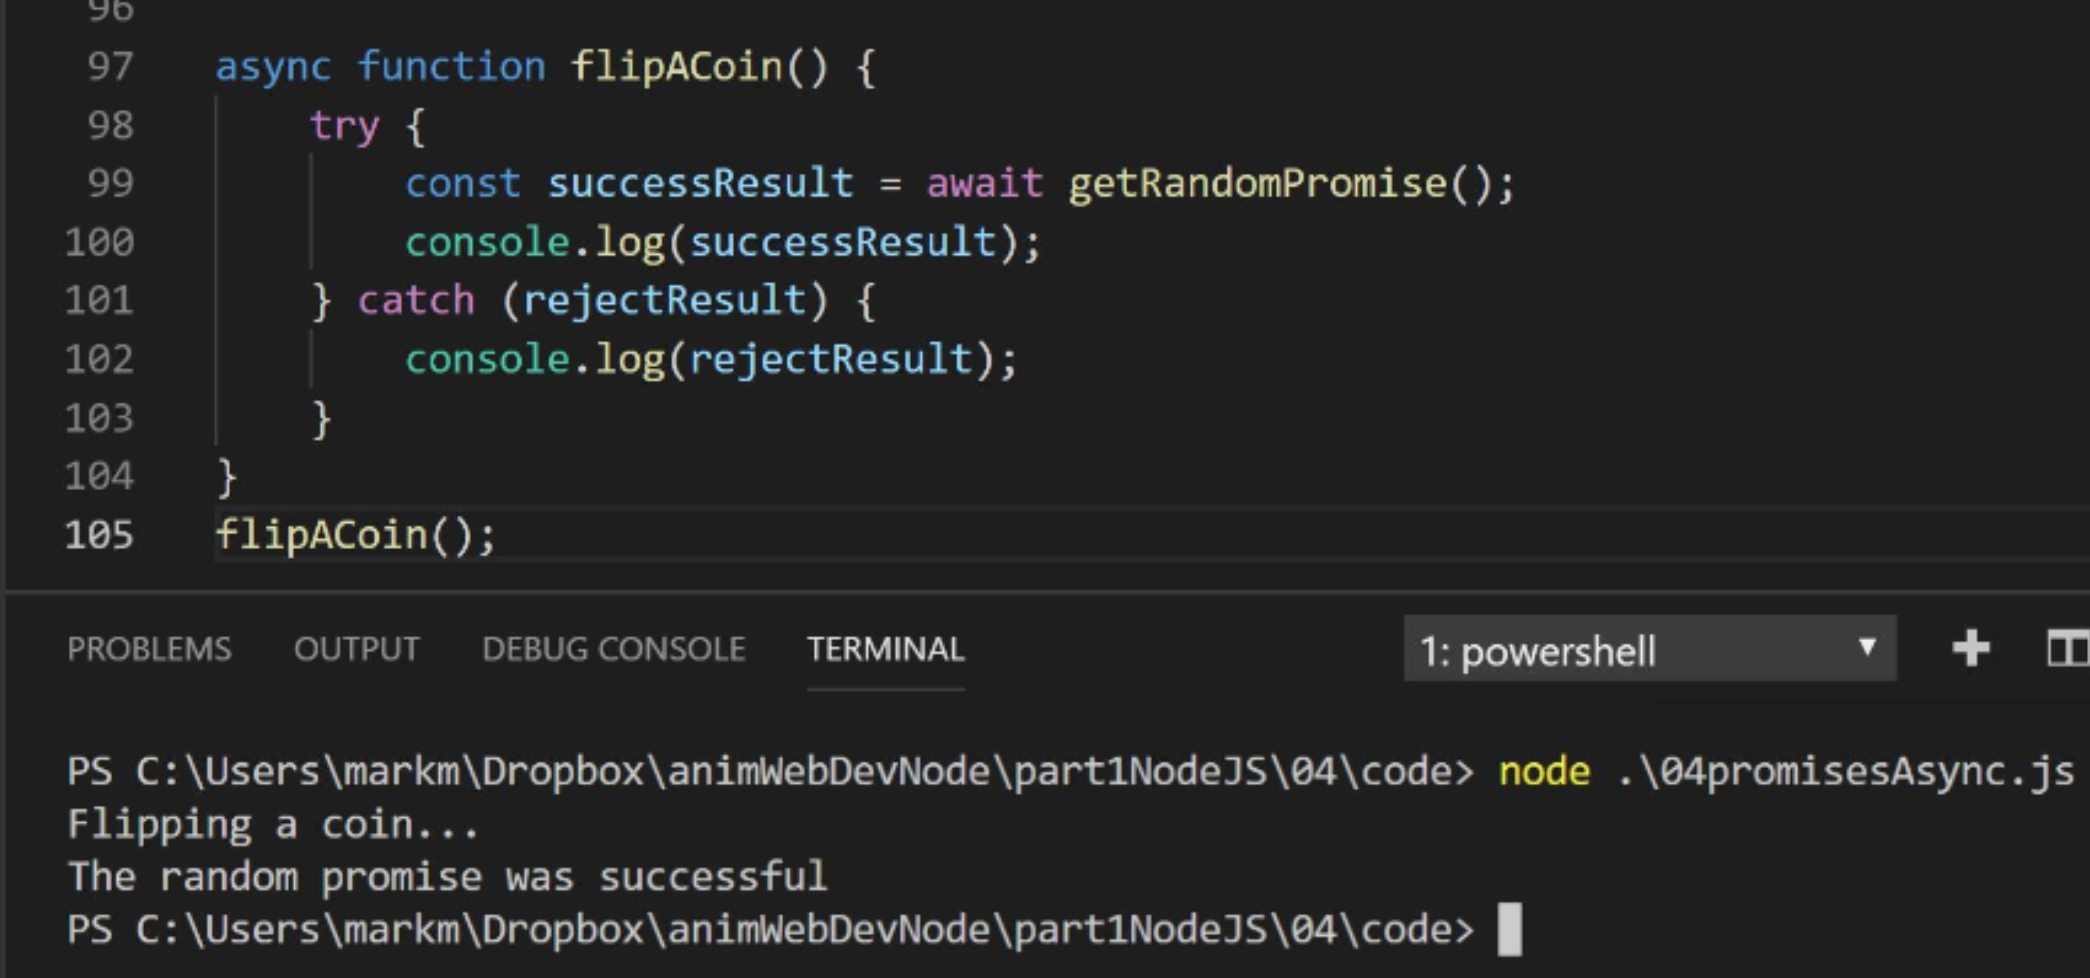 96
97 async function flipACoin() {
98 try {
99 const successResult = await getRandomPromise();
100 console.log(successResult);
101 } catch (rejectResult) {
102 console.log(rejectResult);
103 }
104 }
105 flipACoin();
PROBLEMS OUTPUT DEBUG CONSOLE TERMINAL 1: powershell
PS C:\Users\markm\Dropbox\animWebDevNode\part1NodeJS\04\code> node .\04promisesAsync.js
Flipping a coin...
The random promise was successful
PS C:\Users\markm\Dropbox\animWebDevNode\part1NodeJS\04\code>